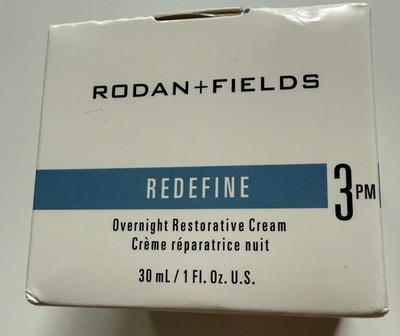 RODAN+FIELDS
REDEFINE
3PM
Overnight Restorative Cream
Crème réparatrice nuit
30 mL / 1 Fl. Oz. U.S.